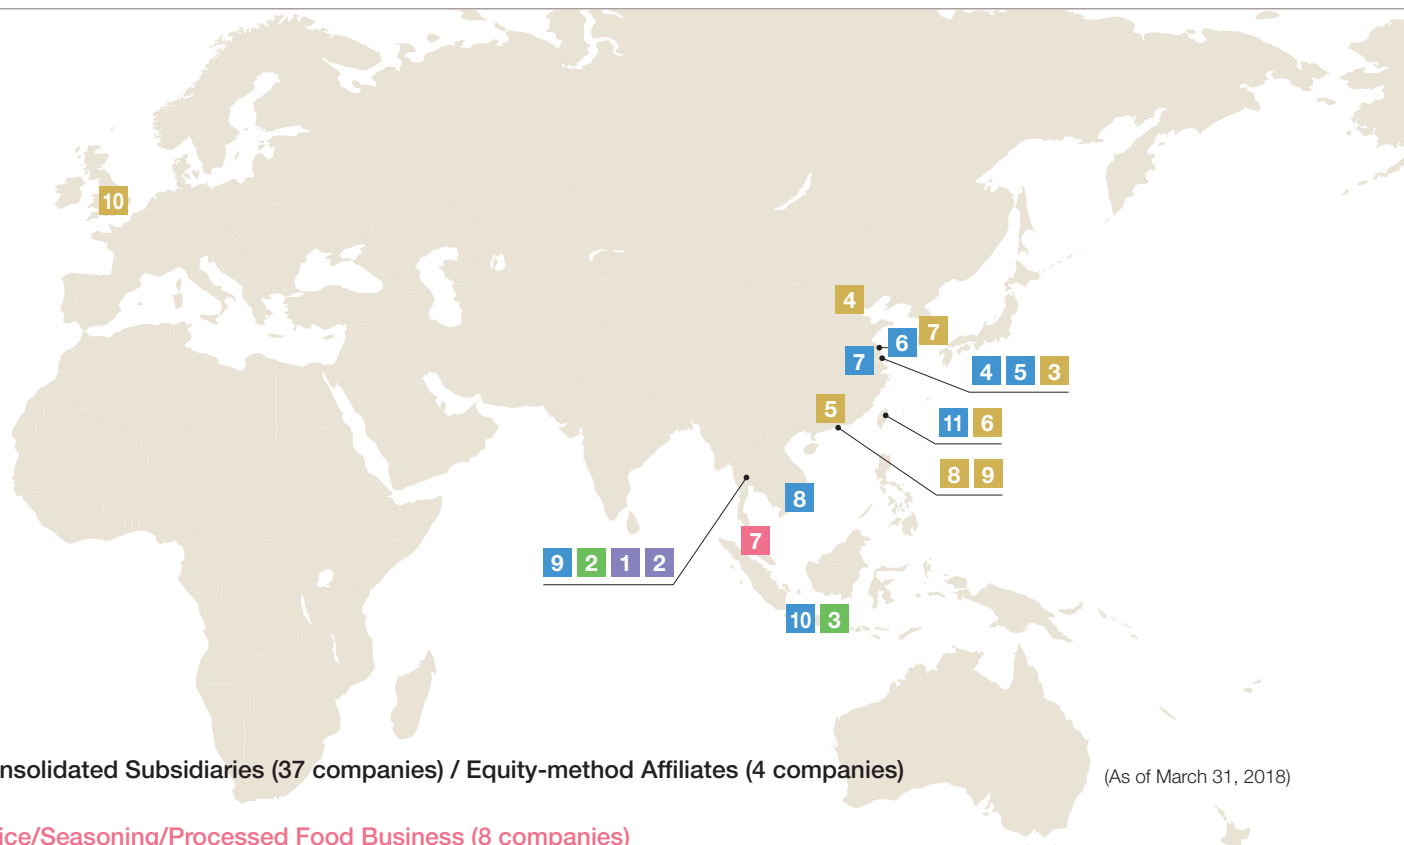 10
4
7
6
7
4 5 3
5
11 6
8 9
8
7
9 2 1 2
10 3
nsolidated Subsidiaries (37 companies) / Equity-method Affiliates (4 companies)
(As of March 31, 2018)
ice/Seasoning/Processed Food Business (8 companies)